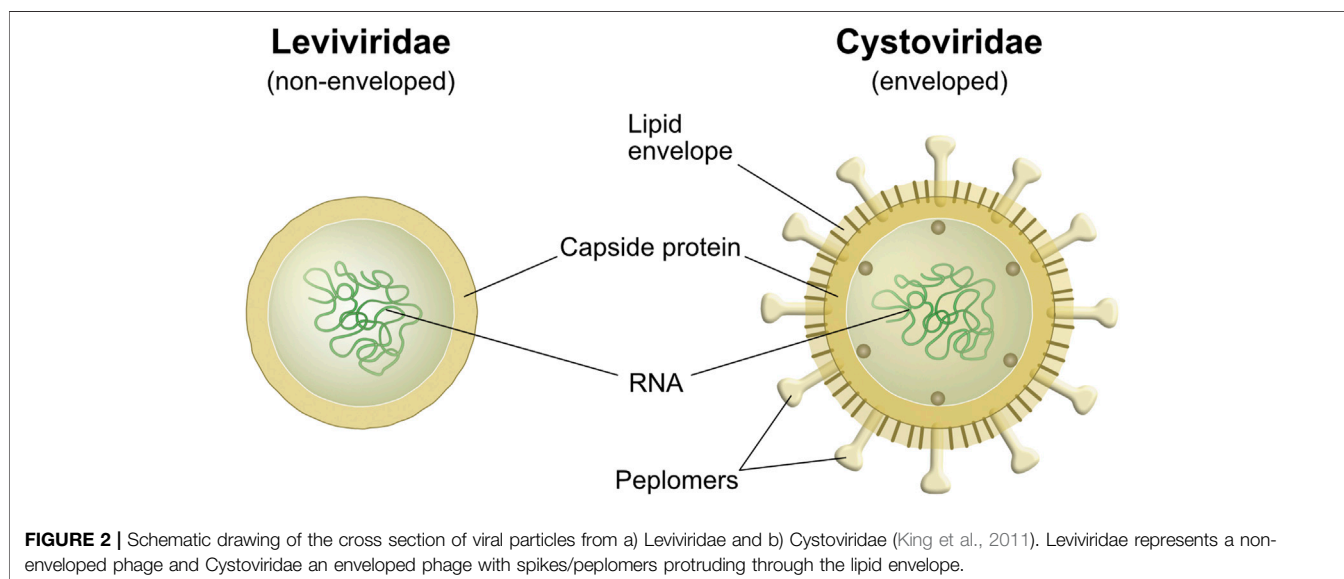 Leviviridae
(non-enveloped)
Cystoviridae
(enveloped)
Lipid
envelope
Capside protein
RNA
Peplomers
FIGURE 2 | Schematic drawing of the cross section of viral particles from a) Leviviridae and b) Cystoviridae (King et al., 2011). Leviviridae represents a non-
enveloped phage and Cystoviridae an enveloped phage with spikes/peplomers protruding through the lipid envelope.